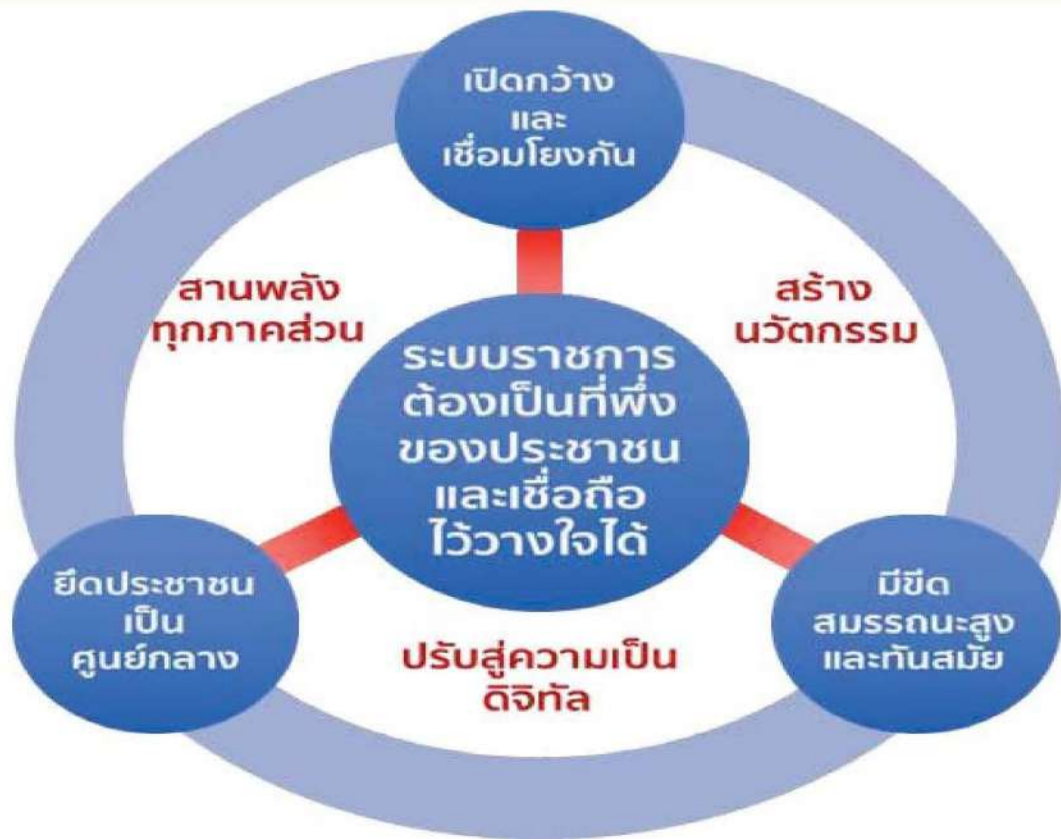 เปิดกว้าง
และ
เชื่อมโยงกัน
สานพลัง
ทุกภาคส่วน
สร้าง
นวัตกรรม
ระบบราชการ
ต้องเป็นที่พึ่ง
ของประชาชน
และเชื่อถือ
ไว้วางใจได้
ยึดประชาชน
เป็น
ศูนย์กลาง
ปรับสู่ความเป็น
ดิจิทัล
มีขีด
สมรรถนะสูง
และทันสมัย